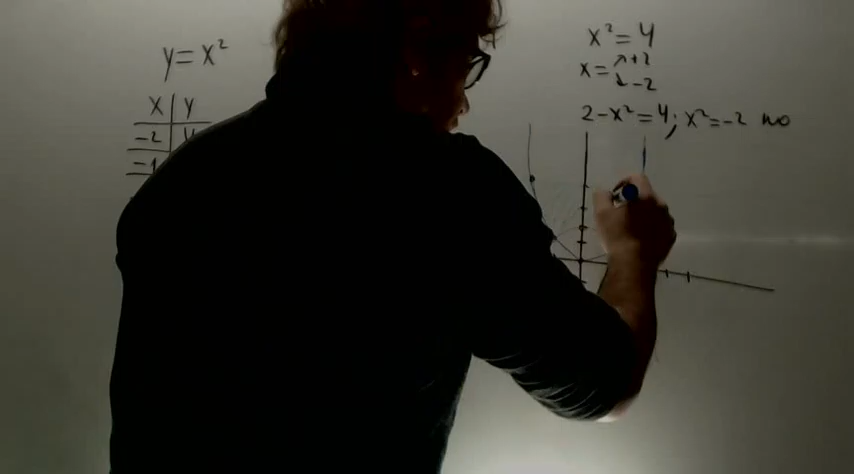 y=x²
x y
-2 4
-1
x²=4
x= +2
-2
2-x²=4; x²=-2 no